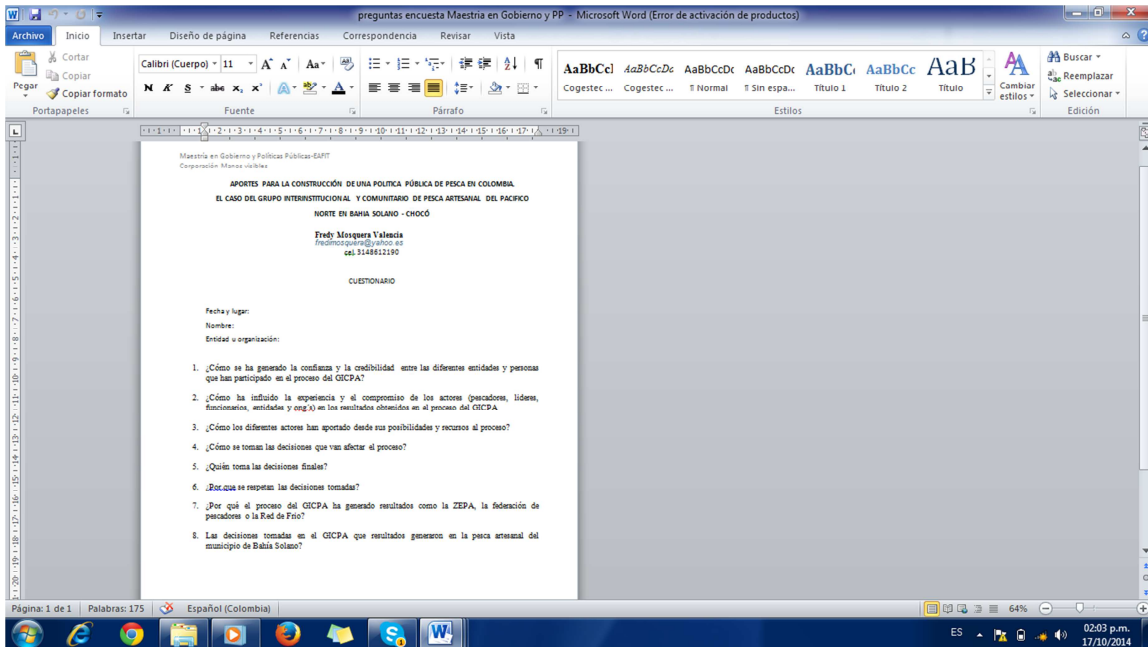 preguntas encuesta Maestria en Gobierno y PP - Microsoft Word (Error de activación de productos)
Archivo Inicio Insertar Diseño de página Referencias Correspondencia Revisar Vista
Pegar
Cortar
Copiar
Copiar formato
Portapapeles
Calibri (Cuerpo) 11
N K S abc x₂ x²
Fuente
Párrafo
AaBbCcI AaBbCcDc AaBbCcDc AaBbCcDc AaBbCc AaBbCc AaB
Cogestec ... Cogestec ... ¶ Normal ¶ Sin espa... Título 1 Título 2 Título
Cambiar estilos
Estilos
Buscar
Reemplazar
Seleccionar
Edición
Maestría en Gobierno y Políticas Públicas-EAFIT
Corporación Manos visibles
APORTES PARA LA CONSTRUCCIÓN DE UNA POLITICA PÚBLICA DE PESCA EN COLOMBIA.
EL CASO DEL GRUPO INTERINSTITUCIONAL Y COMUNITARIO DE PESCA ARTESANAL DEL PACIFICO
NORTE EN BAHIA SOLANO - CHOCÓ
Fredy Mosquera Valencia
fredimosquera@yahoo.es
cel. 3148612190
CUESTIONARIO
Fecha y lugar:
Nombre:
Entidad u organización:
1. ¿Cómo se ha generado la confianza y la credibilidad entre las diferentes entidades y personas
que han participado en el proceso del GICPA?
2. ¿Cómo ha influido la experiencia y el compromiso de los actores (pescadores, lideres,
funcionarios, entidades y ong´s) en los resultados obtenidos en el proceso del GICPA
3. ¿Cómo los diferentes actores han aportado desde sus posibilidades y recursos al proceso?
4. ¿Cómo se toman las decisiones que van afectar el proceso?
5. ¿Quién toma las decisiones finales?
6. ¿Por que se respetan las decisiones tomadas?
7. ¿Por qué el proceso del GICPA ha generado resultados como la ZEPA, la federación de
pescadores o la Red de Frío?
8. Las decisiones tomadas en el GICPA que resultados generaron en la pesca artesanal del
municipio de Bahía Solano?
Página: 1 de 1 Palabras: 175 Español (Colombia) 64%
ES 02:03 p.m.
17/10/2014